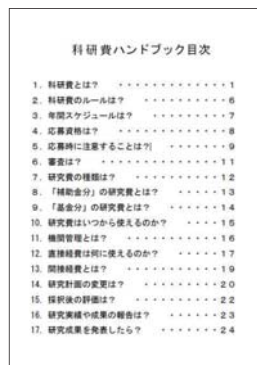 科研費ハンドブック目次
1. 科研費とは? ・・・・・・・・・・・・・1
2. 科研費のルールは? ・・・・・・・・・6
3. 年間スケジュールは? ・・・・・・・・7
4. 応募資格は? ・・・・・・・・・・・・8
5. 応募時に注意することは? ・・・・・・9
6. 審査は? ・・・・・・・・・・・・・11
7. 研究費の種類は? ・・・・・・・・・12
8. 「補助金分」の研究費とは? ・・・・13
9. 「基金分」の研究費とは? ・・・・・14
10. 研究費はいつから使えるのか? ・・・15
11. 機関管理とは? ・・・・・・・・・・16
12. 直接経費は何に使えるのか? ・・・・17
13. 間接経費とは? ・・・・・・・・・・19
14. 研究計画の変更は? ・・・・・・・・20
15. 採択後の評価は? ・・・・・・・・・22
16. 研究実績や成果の報告は? ・・・・・23
17. 研究成果を発表したら? ・・・・・・24